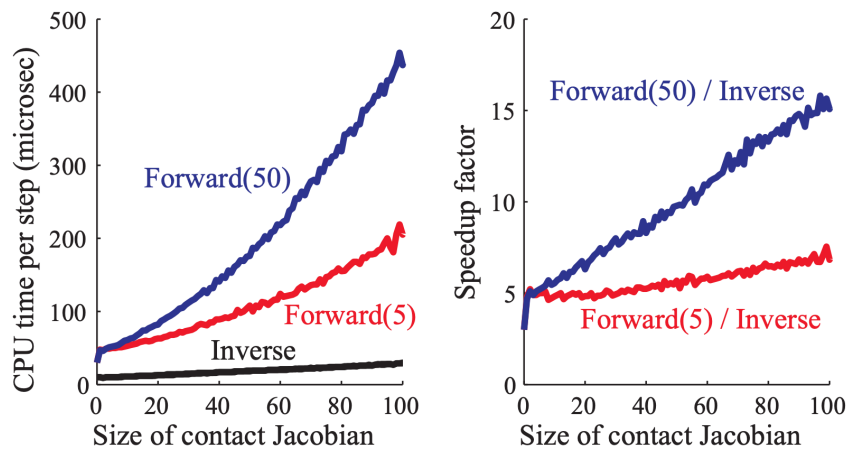 CPU time per step (microsec)
500
400
300
200
100
0
Forward(50)
Forward(5)
Inverse
0 20 40 60 80 100
Size of contact Jacobian
Speedup factor
20
15
10
5
0
Forward(50) / Inverse
Forward(5) / Inverse
0 20 40 60 80 100
Size of contact Jacobian